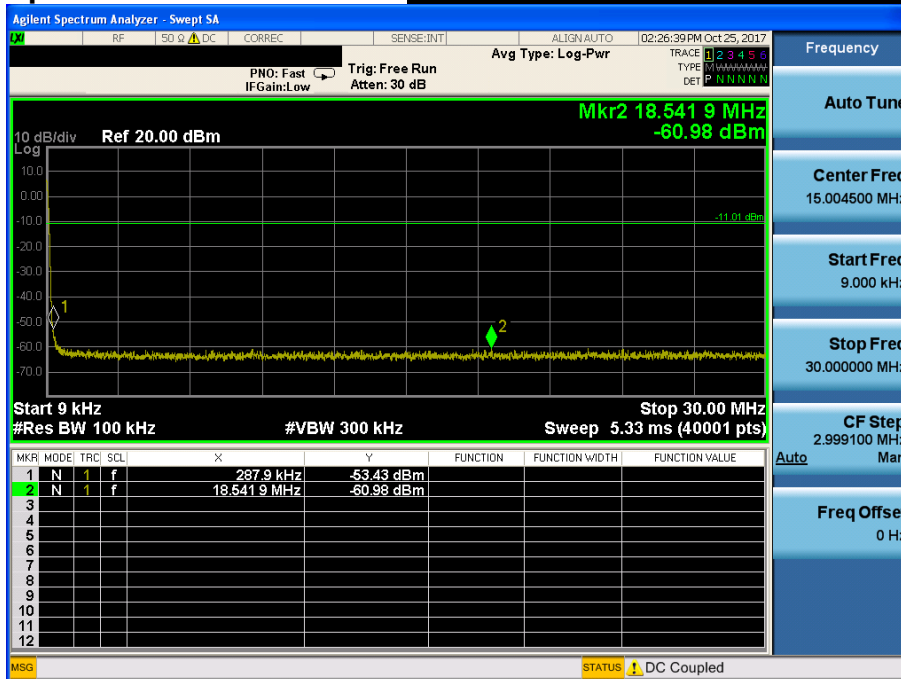 Agilent Spectrum Analyzer - Swept SA
LXI RF 50 Ω DC CORREC SENSE:INT ALIGN AUTO 02:26:39 PM Oct 25, 2017
Avg Type: Log-Pwr
TRACE 1 2 3 4 5 6
TYPE M WWWWW
DET P N N N N N
PNO: Fast
IFGain:Low
Trig: Free Run
Atten: 30 dB
Frequency
Mkr2 18.541 9 MHz
-60.98 dBm
10 dB/div Ref 20.00 dBm
Log
10.0
0.00
-10.0
-11.01 dBm
-20.0
-30.0
-40.0
1
-50.0
2
-60.0
-70.0
Start 9 kHz Stop 30.00 MHz
#Res BW 100 kHz #VBW 300 kHz Sweep 5.33 ms (40001 pts)
MKR MODE TRC SCL X Y FUNCTION FUNCTION WIDTH FUNCTION VALUE
1 N 1 f 287.9 kHz -53.43 dBm
2 N 1 f 18.541 9 MHz -60.98 dBm
3
4
5
6
7
8
9
10
11
12
Auto Tune
Center Freq
15.004500 MHz
Start Freq
9.000 kHz
Stop Freq
30.000000 MHz
CF Step
2.999100 MHz
Auto Man
Freq Offset
0 Hz
MSG STATUS DC Coupled